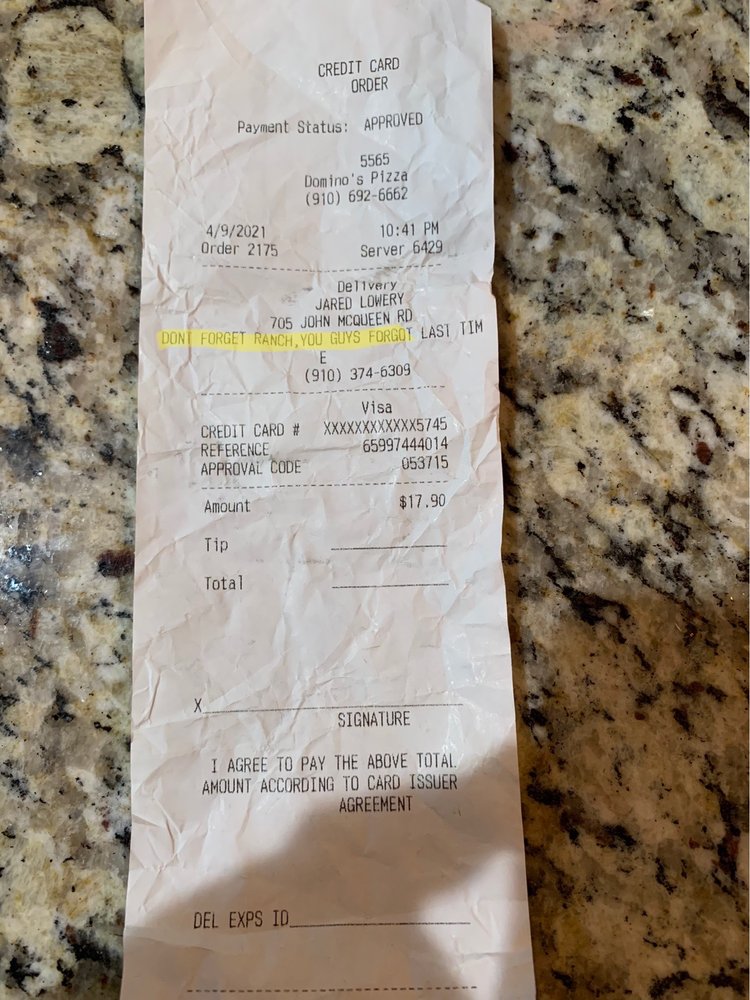 CREDIT CARD
ORDER
Payment Status: APPROVED
5565
Domino's Pizza
(910) 692-6662
4/9/2021 10:41 PM
Order 2175 Server 6429
Delivery
JARED LOWERY
705 JOHN MCQUEEN RD
DONT FORGET RANCH,YOU GUYS FORGOT LAST TIM
E
(910) 374-6309
Visa
CREDIT CARD # XXXXXXXXXXXX5745
REFERENCE 65997444014
APPROVAL CODE 053715
Amount $17.90
Tip
Total
X
SIGNATURE
I AGREE TO PAY THE ABOVE TOTAL
AMOUNT ACCORDING TO CARD ISSUER
AGREEMENT
DEL EXPS ID